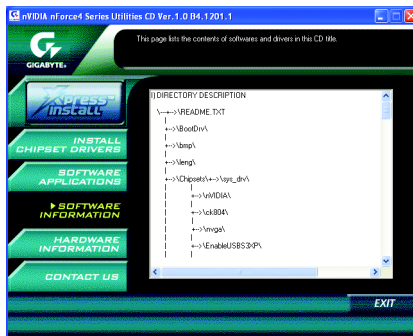 nVIDIA nForce4 Series Utilities CD Ver.1.0 B4.1201.1
GIGABYTE
This page lists the contents of softwares and drivers in this CD title.
Xpress
INSTALL
INSTALL
CHIPSET DRIVERS
SOFTWARE
APPLICATIONS
SOFTWARE
INFORMATION
HARDWARE
INFORMATION
CONTACT US
I) DIRECTORY DESCRIPTION
\---+-->\README.TXT
+-->\BootDrv\
+-->\bmp\
+-->\leng\
+-->\Chipsets\+-->\sys_drv\
+-->\nVIDIA\
+-->\ck804\
+-->\nvga\
+-->\EnableUSBS3XP\
EXIT